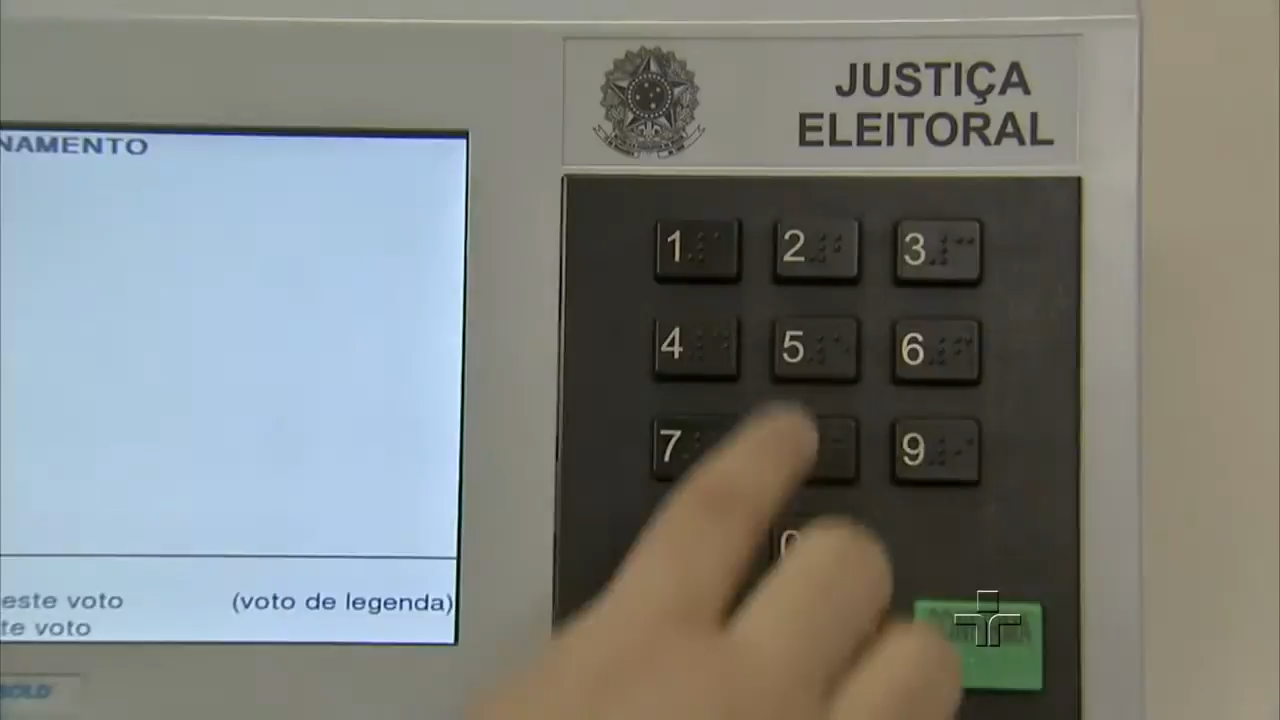 JUSTIÇA
ELEITORAL
NAMENTO
1 2 3
4 5 6
7 9
este voto (voto de legenda)
te voto